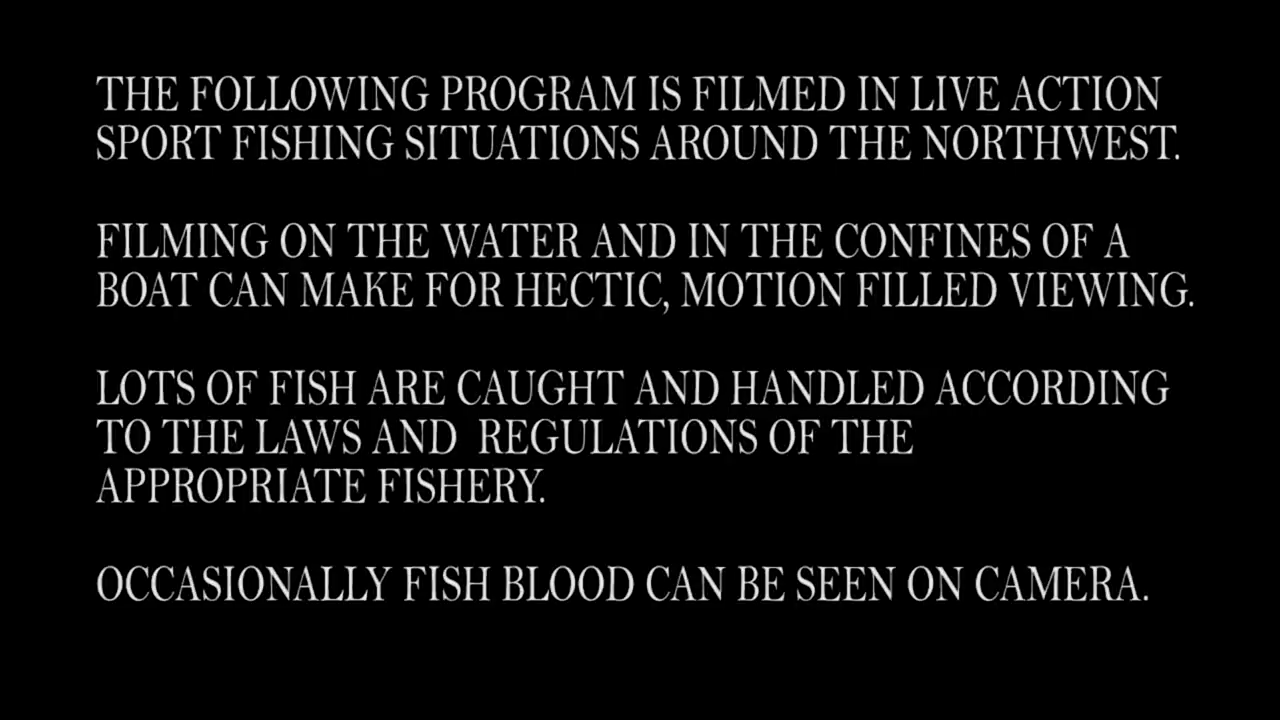 THE FOLLOWING PROGRAM IS FILMED IN LIVE ACTION
SPORT FISHING SITUATIONS AROUND THE NORTHWEST.
FILMING ON THE WATER AND IN THE CONFINES OF A
BOAT CAN MAKE FOR HECTIC, MOTION FILLED VIEWING.
LOTS OF FISH ARE CAUGHT AND HANDLED ACCORDING
TO THE LAWS AND  REGULATIONS OF THE
APPROPRIATE FISHERY.
OCCASIONALLY FISH BLOOD CAN BE SEEN ON CAMERA.